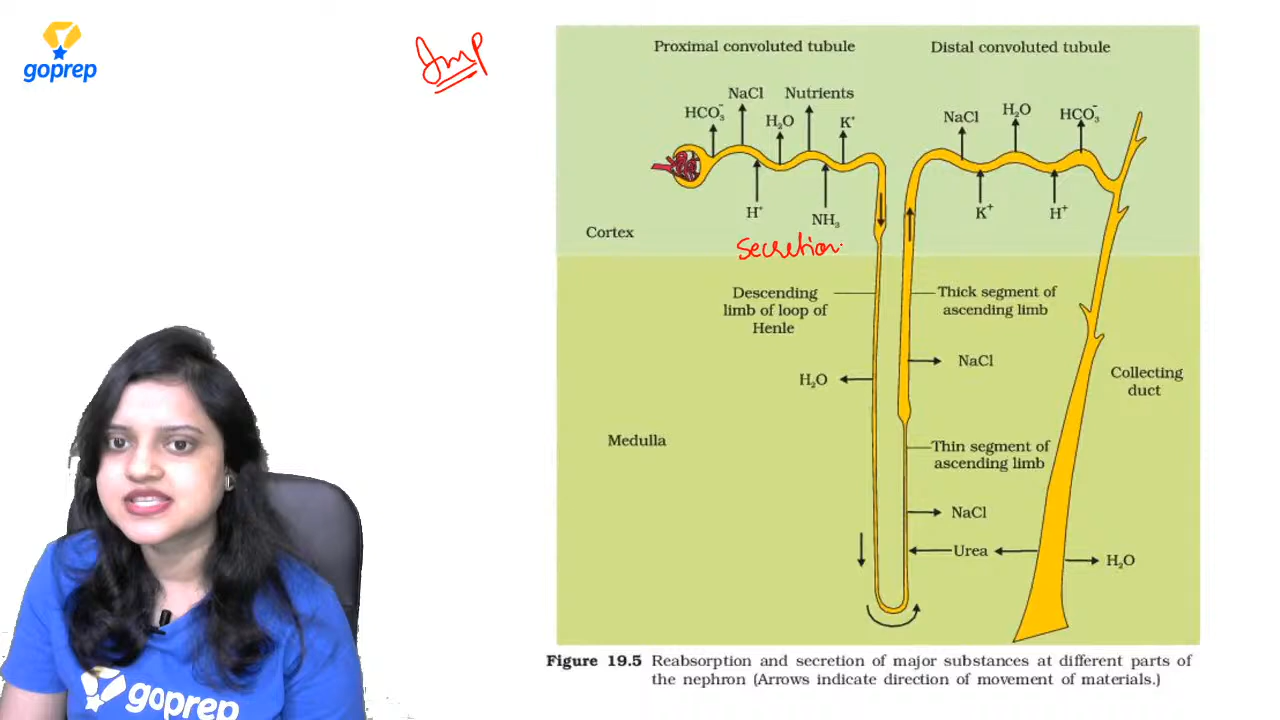 goprep
Imp
Proximal convoluted tubule
Distal convoluted tubule
HCO₃⁻
NaCl
H₂O
Nutrients
K⁺
NaCl
H₂O
HCO₃⁻
H⁺
NH₃
K⁺
H⁺
Cortex
Secretion
Descending
limb of loop of
Henle
Thick segment of
ascending limb
H₂O
NaCl
Collecting
duct
Medulla
Thin segment of
ascending limb
NaCl
Urea
H₂O
Figure 19.5 Reabsorption and secretion of major substances at different parts of
the nephron (Arrows indicate direction of movement of materials.)
goprep